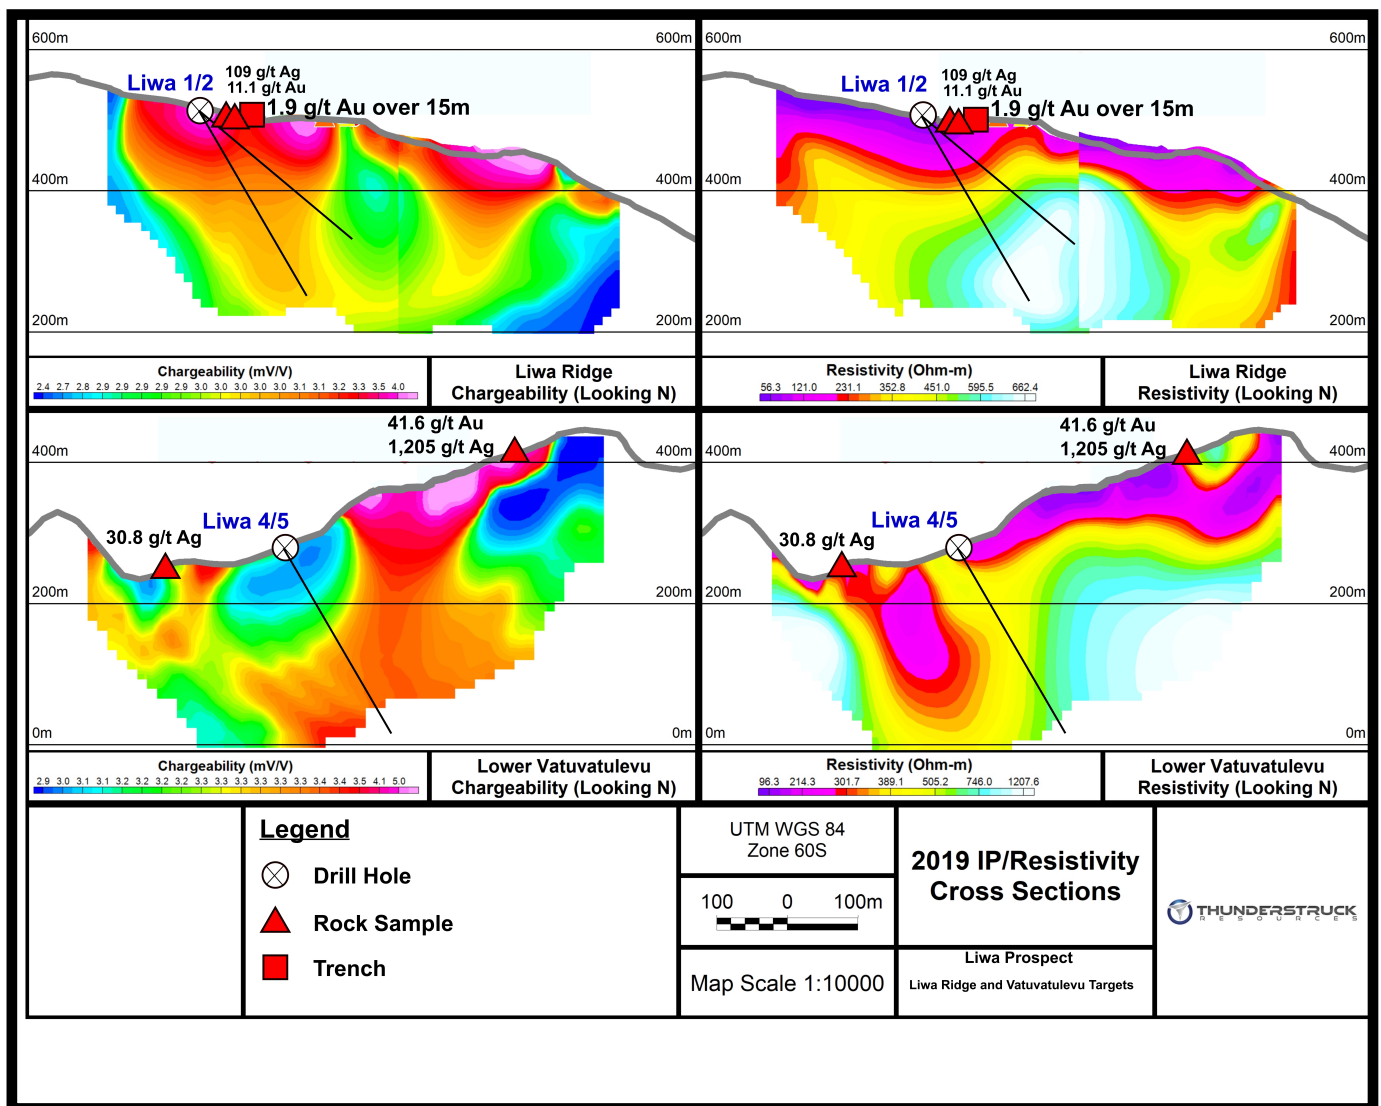 600m
600m
Liwa 1/2
109 g/t Ag
11.1 g/t Au
1.9 g/t Au over 15m
400m
400m
200m
200m
Chargeability (mV/V)
2.4 2.7 2.8 2.9 2.9 2.9 2.9 2.9 3.0 3.0 3.0 3.0 3.0 3.1 3.1 3.2 3.3 3.5 4.0
Liwa Ridge
Chargeability (Looking N)
600m
600m
Liwa 1/2
109 g/t Ag
11.1 g/t Au
1.9 g/t Au over 15m
400m
400m
200m
200m
Resistivity (Ohm-m)
56.3 121.0 231.1 352.8 451.0 595.5 662.4
Liwa Ridge
Resistivity (Looking N)
41.6 g/t Au
1,205 g/t Ag
400m
400m
Liwa 4/5
30.8 g/t Ag
200m
200m
0m
0m
Chargeability (mV/V)
2.9 3.0 3.1 3.1 3.2 3.2 3.2 3.2 3.3 3.3 3.3 3.3 3.3 3.3 3.4 3.4 3.5 4.1 5.0
Lower Vatuvatulevu
Chargeability (Looking N)
41.6 g/t Au
1,205 g/t Ag
400m
400m
Liwa 4/5
30.8 g/t Ag
200m
200m
0m
0m
Resistivity (Ohm-m)
96.3 214.3 301.7 389.1 505.2 746.0 1207.6
Lower Vatuvatulevu
Resistivity (Looking N)
Legend
Drill Hole
Rock Sample
Trench
UTM WGS 84
Zone 60S
100 0 100m
Map Scale 1:10000
2019 IP/Resistivity
Cross Sections
Liwa Prospect
Liwa Ridge and Vatuvatulevu Targets
THUNDERSTRUCK
RESOURCES